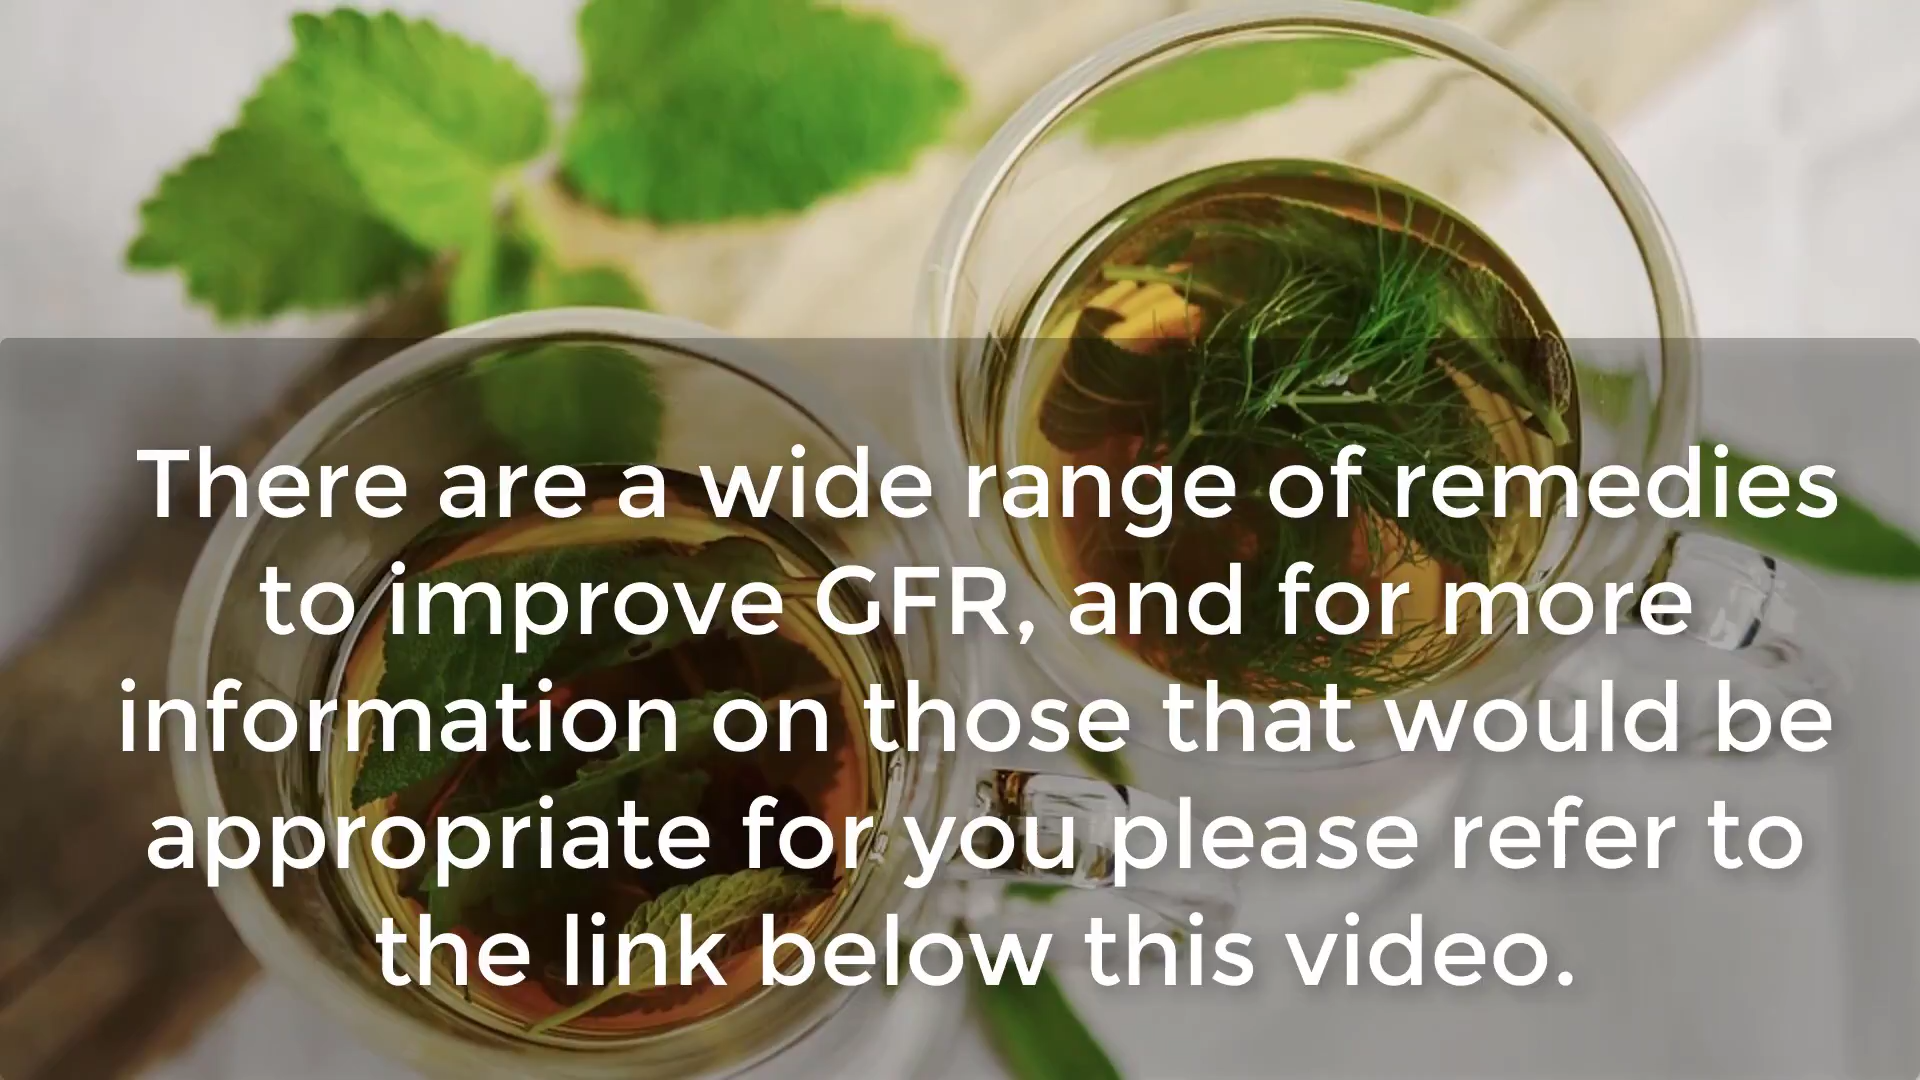 There are a wide range of remedies
to improve GFR, and for more
information on those that would be
appropriate for you please refer to
the link below this video.